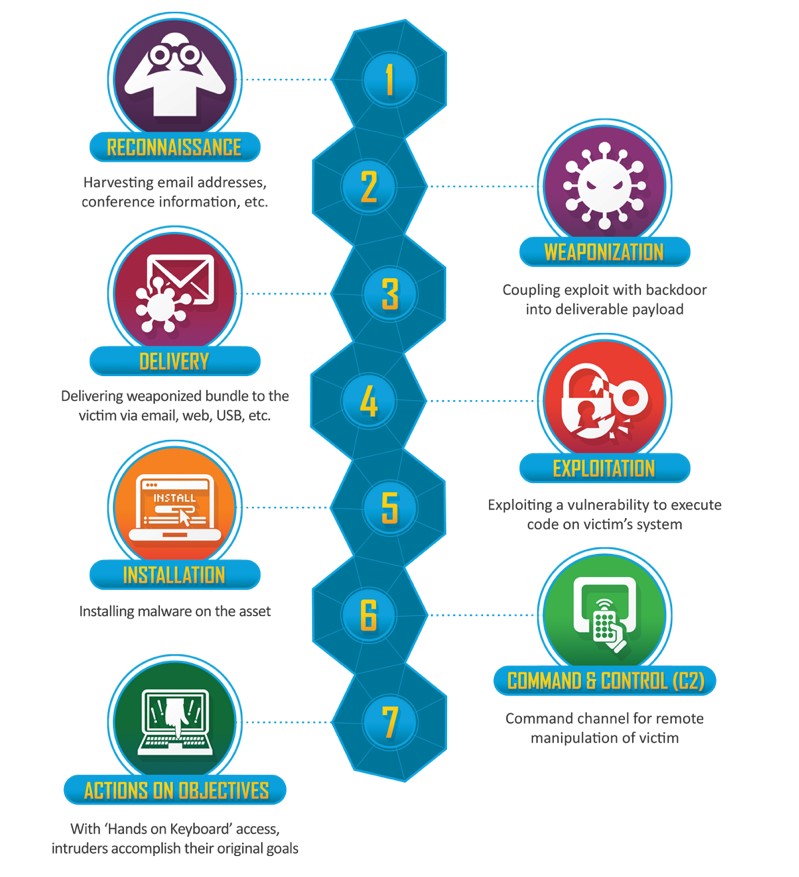 1
RECONNAISSANCE
Harvesting email addresses,
conference information, etc.
2
WEAPONIZATION
Coupling exploit with backdoor
into deliverable payload
3
DELIVERY
Delivering weaponized bundle to the
victim via email, web, USB, etc.
4
EXPLOITATION
Exploiting a vulnerability to execute
code on victim’s system
5
INSTALL
INSTALLATION
Installing malware on the asset
6
COMMAND & CONTROL (C2)
Command channel for remote
manipulation of victim
7
ACTIONS ON OBJECTIVES
With ‘Hands on Keyboard’ access,
intruders accomplish their original goals